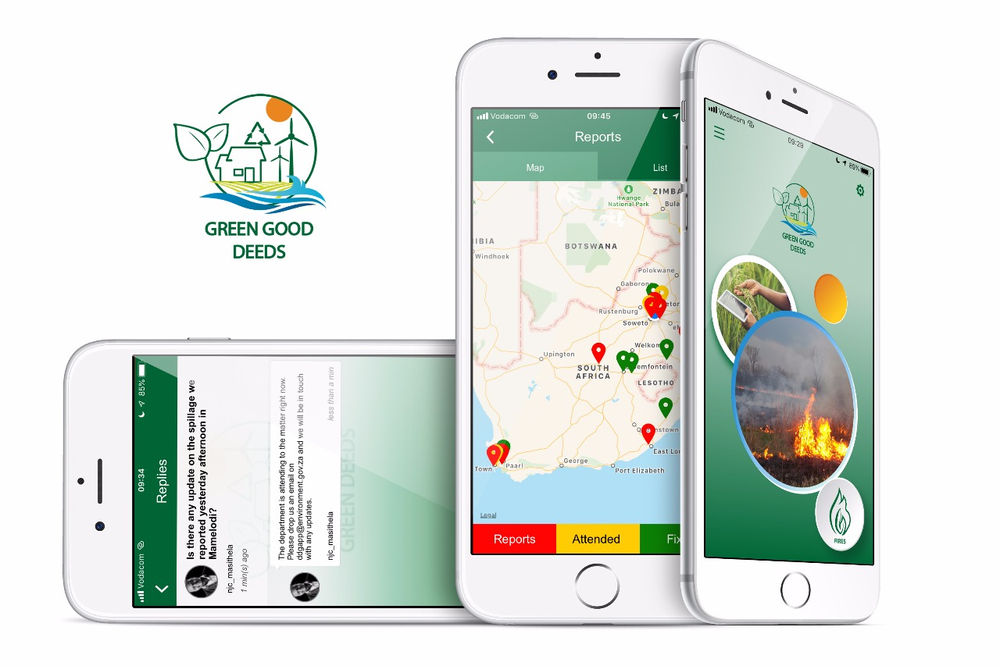 GREEN GOOD
DEEDS
Vodacom 09:34 85%
Replies
Is there any update on the spillage we
reported yesterday afternoon in
Mamelodi?
njc_masithela
1 min(s) ago
The department is attending to the matter right now.
Please drop us an email on
ddgapp@environment.gov.za and we will be in touch
with any updates.
njc_masithela less than a min
GREEN DEEDS
Vodacom 09:45
Reports
Map List
ZIMBA
Hwange
National Park
Bula
IBIA
Windhoek
BOTSWANA
Polokwane
Gaboron
etor
Rustenburg
Soweto
eM
Welkom
Upington
emfontein
SOUTH
AFRICA
LESOTHO
Q
nstown
East Lon
Town
Paarl
George
Port Elizabeth
Legal
Reports Attended Fix
Vodacom
09:29
89%
GREEN GOOD
DEEDS
FIRES